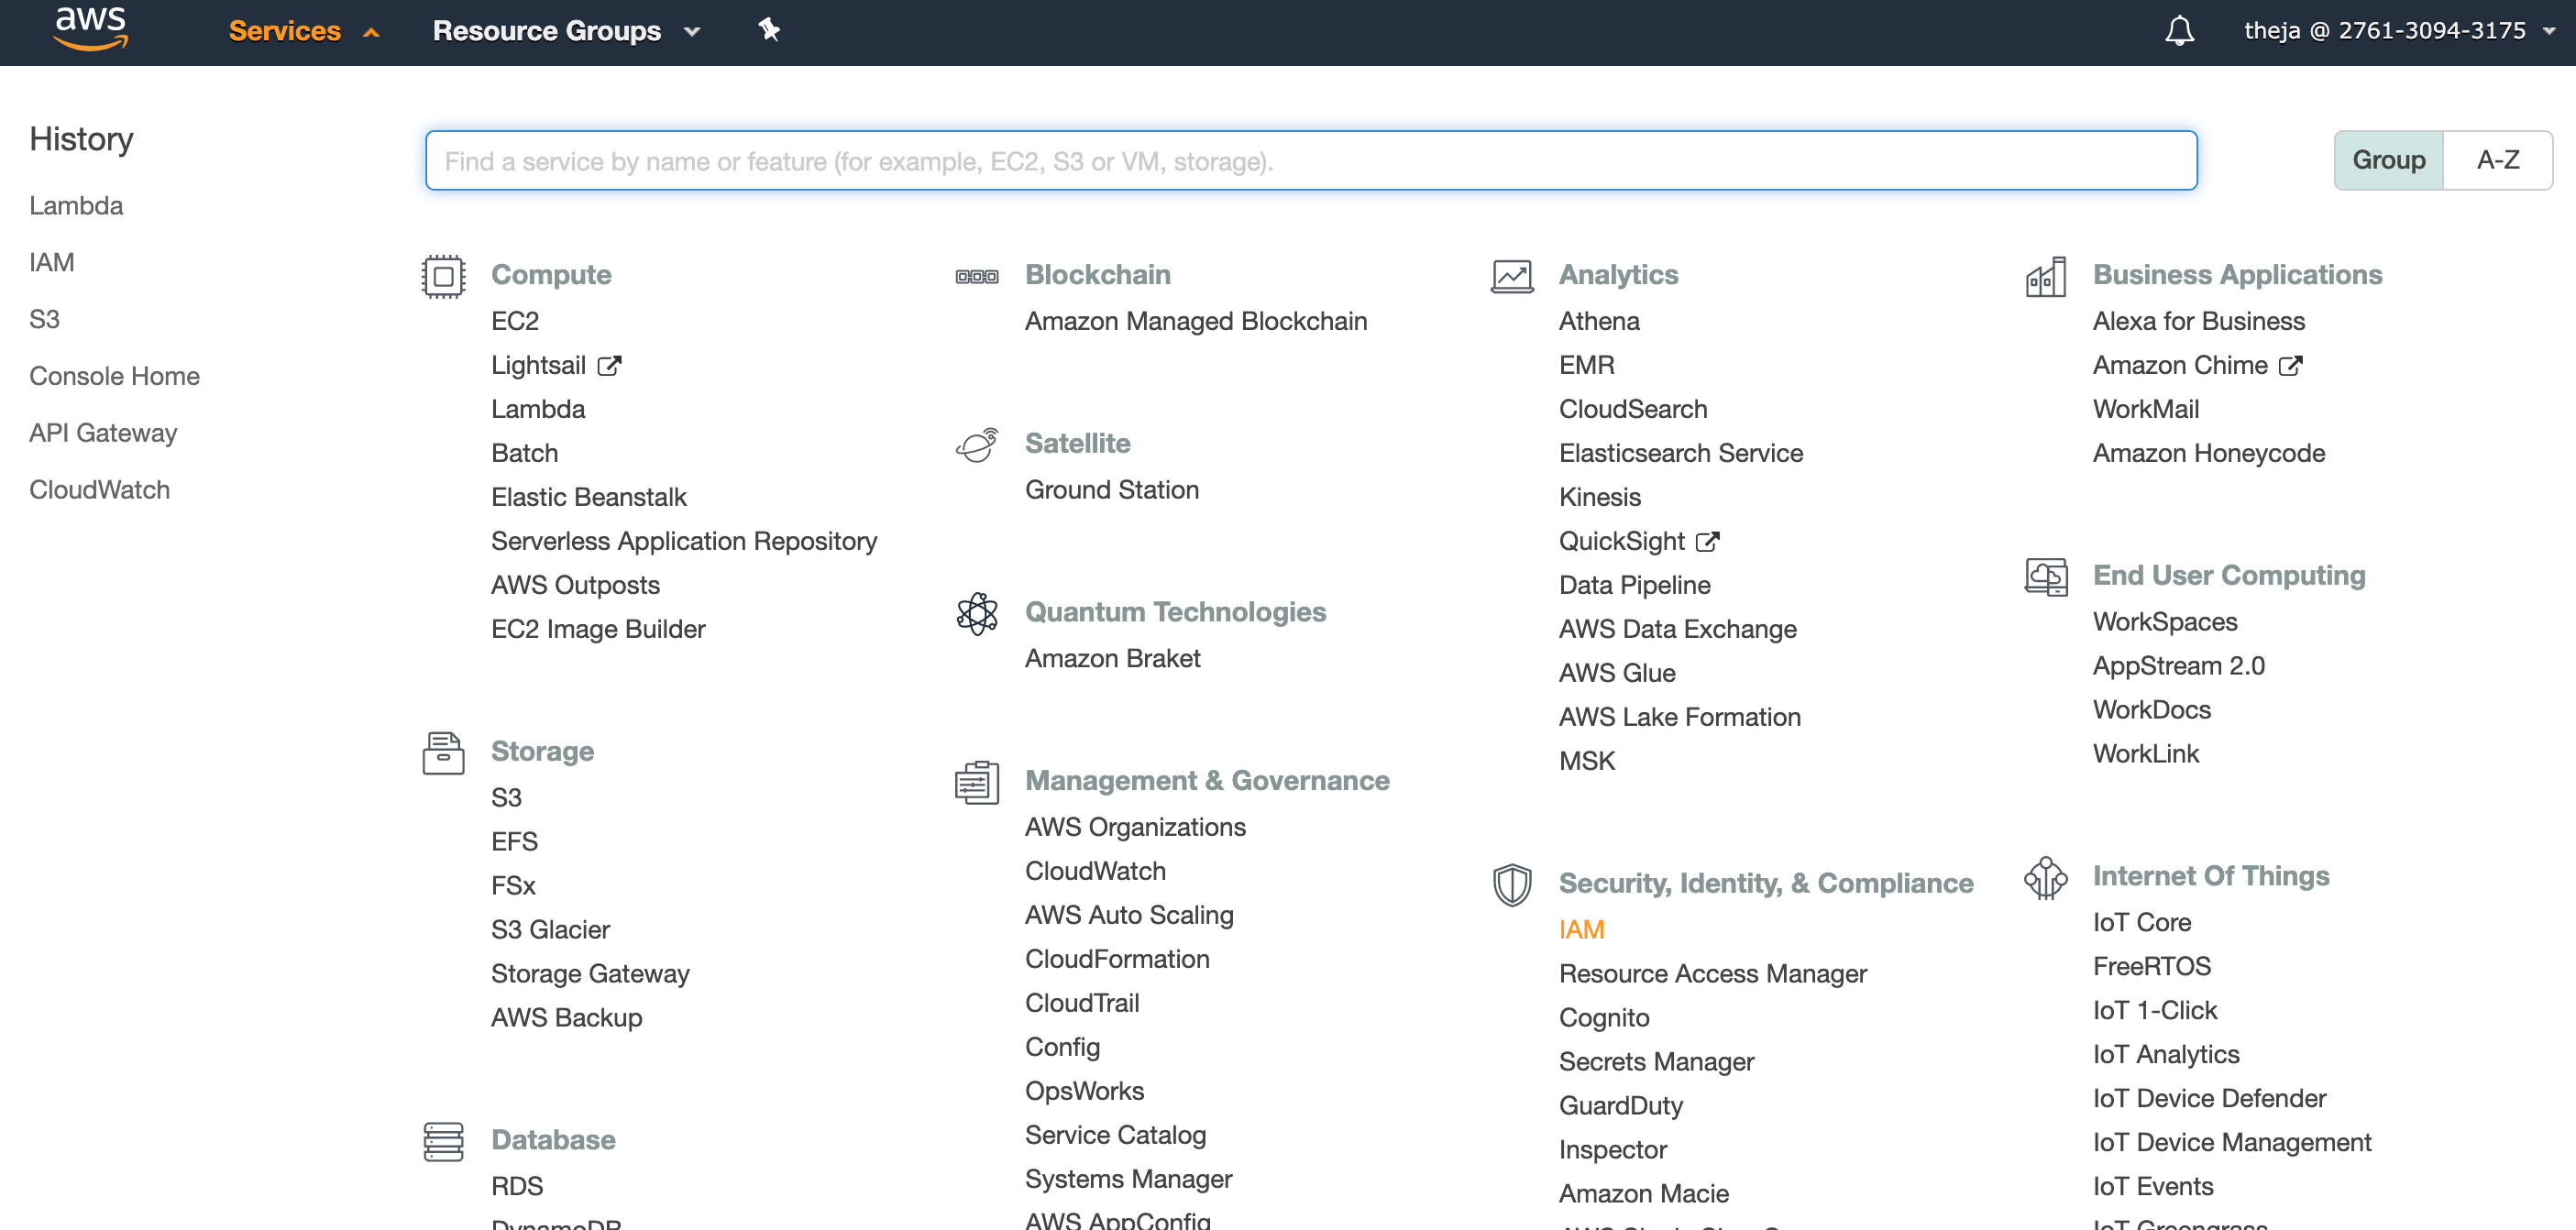 aws
Services
Resource Groups
theja @ 2761-3094-3175
History
Lambda
IAM
S3
Console Home
API Gateway
CloudWatch
Find a service by name or feature (for example, EC2, S3 or VM, storage).
Group
A-Z
Compute
EC2
Lightsail
Lambda
Batch
Elastic Beanstalk
Serverless Application Repository
AWS Outposts
EC2 Image Builder
Storage
S3
EFS
FSx
S3 Glacier
Storage Gateway
AWS Backup
Database
RDS
DynamoDB
Blockchain
Amazon Managed Blockchain
Satellite
Ground Station
Quantum Technologies
Amazon Braket
Management & Governance
AWS Organizations
CloudWatch
AWS Auto Scaling
CloudFormation
CloudTrail
Config
OpsWorks
Service Catalog
Systems Manager
AWS AppConfig
Analytics
Athena
EMR
CloudSearch
Elasticsearch Service
Kinesis
QuickSight
Data Pipeline
AWS Data Exchange
AWS Glue
AWS Lake Formation
MSK
Security, Identity, & Compliance
IAM
Resource Access Manager
Cognito
Secrets Manager
GuardDuty
Inspector
Amazon Macie
Business Applications
Alexa for Business
Amazon Chime
WorkMail
Amazon Honeycode
End User Computing
WorkSpaces
AppStream 2.0
WorkDocs
WorkLink
Internet Of Things
IoT Core
FreeRTOS
IoT 1-Click
IoT Analytics
IoT Device Defender
IoT Device Management
IoT Events
IoT Greengrass